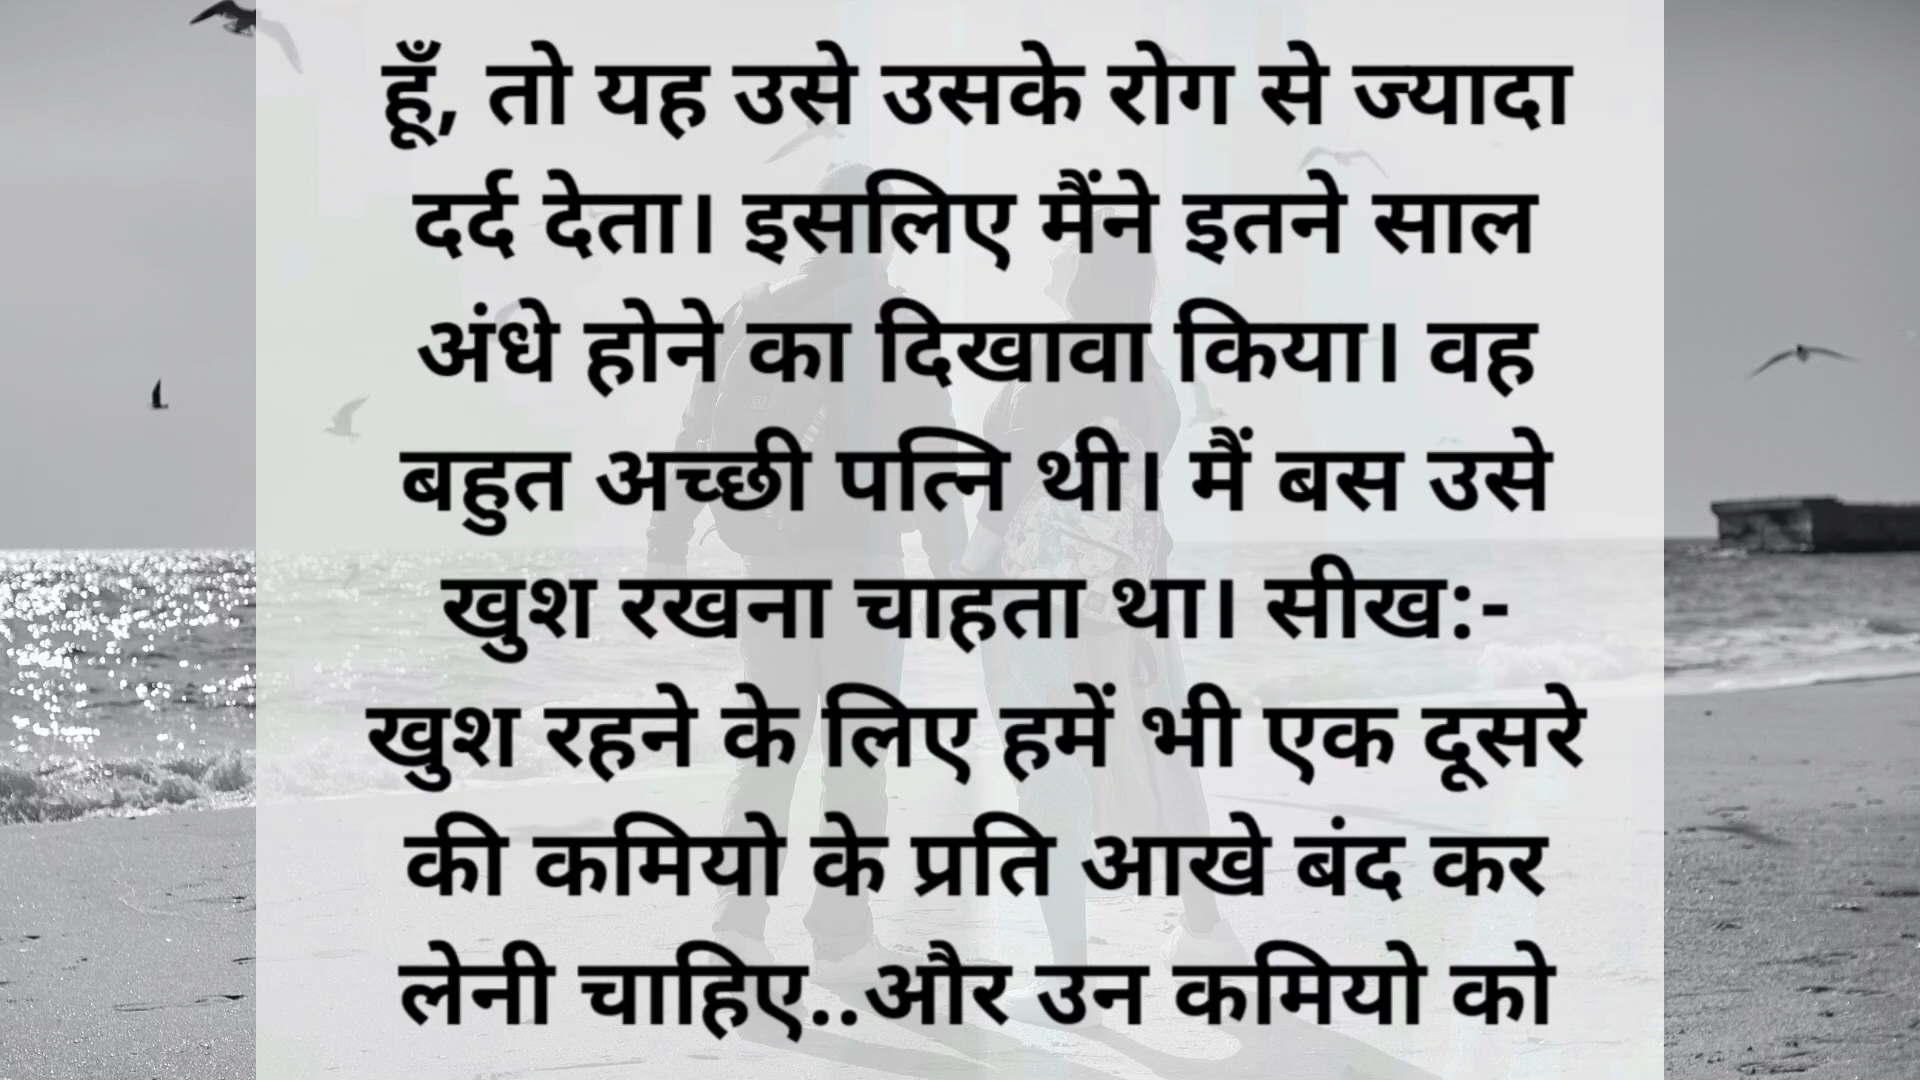 हूँ, तो यह उसे उसके रोग से ज्यादा
दर्द देता। इसलिए मैंने इतने साल
अंधे होने का दिखावा किया। वह
बहुत अच्छी पत्नि थी। मैं बस उसे
खुश रखना चाहता था। सीख:-
खुश रहने के लिए हमें भी एक दूसरे
की कमियो के प्रति आखे बंद कर
लेनी चाहिए..और उन कमियो को